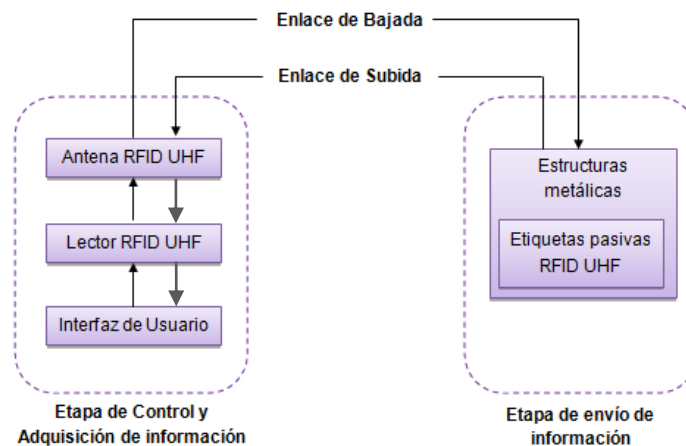 Enlace de Bajada
Enlace de Subida
Antena RFID UHF
Lector RFID UHF
Interfaz de Usuario
Etapa de Control y
Adquisición de información
Estructuras
metálicas
Etiquetas pasivas
RFID UHF
Etapa de envío de
información